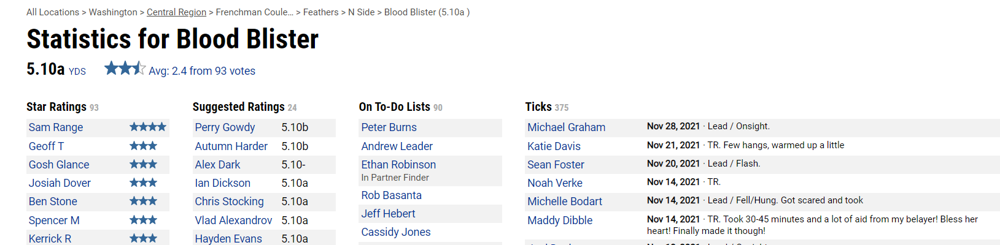 All Locations > Washington > Central Region > Frenchman Coule… > Feathers > N Side > Blood Blister (5.10a )
Statistics for Blood Blister
5.10a YDS Avg: 2.4 from 93 votes
Star Ratings 93
Sam Range
Geoff T
Gosh Glance
Josiah Dover
Ben Stone
Spencer M
Kerrick R
Suggested Ratings 24
Perry Gowdy 5.10b
Autumn Harder 5.10b
Alex Dark 5.10-
Ian Dickson 5.10a
Chris Stocking 5.10a
Vlad Alexandrov 5.10a
Hayden Evans 5.10a
On To-Do Lists 90
Peter Burns
Andrew Leader
Ethan Robinson
In Partner Finder
Rob Basanta
Jeff Hebert
Cassidy Jones
Ticks 375
Michael Graham Nov 28, 2021 · Lead / Onsight.
Katie Davis Nov 21, 2021 · TR. Few hangs, warmed up a little
Sean Foster Nov 20, 2021 · Lead / Flash.
Noah Verke Nov 14, 2021 · TR.
Michelle Bodart Nov 14, 2021 · Lead / Fell/Hung. Got scared and took
Maddy Dibble Nov 14, 2021 · TR. Took 30-45 minutes and a lot of aid from my belayer! Bless her
heart! Finally made it though!